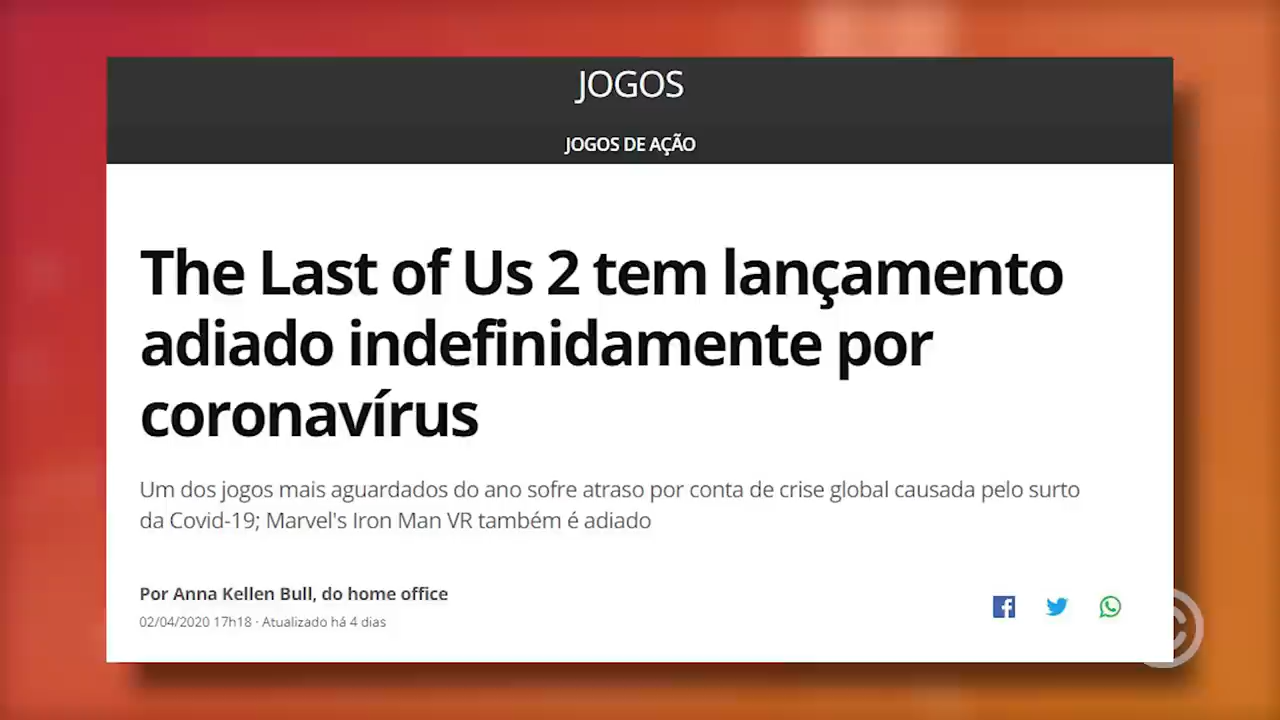 JOGOS
JOGOS DE AÇÃO
The Last of Us 2 tem lançamento
adiado indefinidamente por
coronavírus
Um dos jogos mais aguardados do ano sofre atraso por conta de crise global causada pelo surto
da Covid-19; Marvel's Iron Man VR também é adiado
Por Anna Kellen Bull, do home office
02/04/2020 17h18 · Atualizado há 4 dias